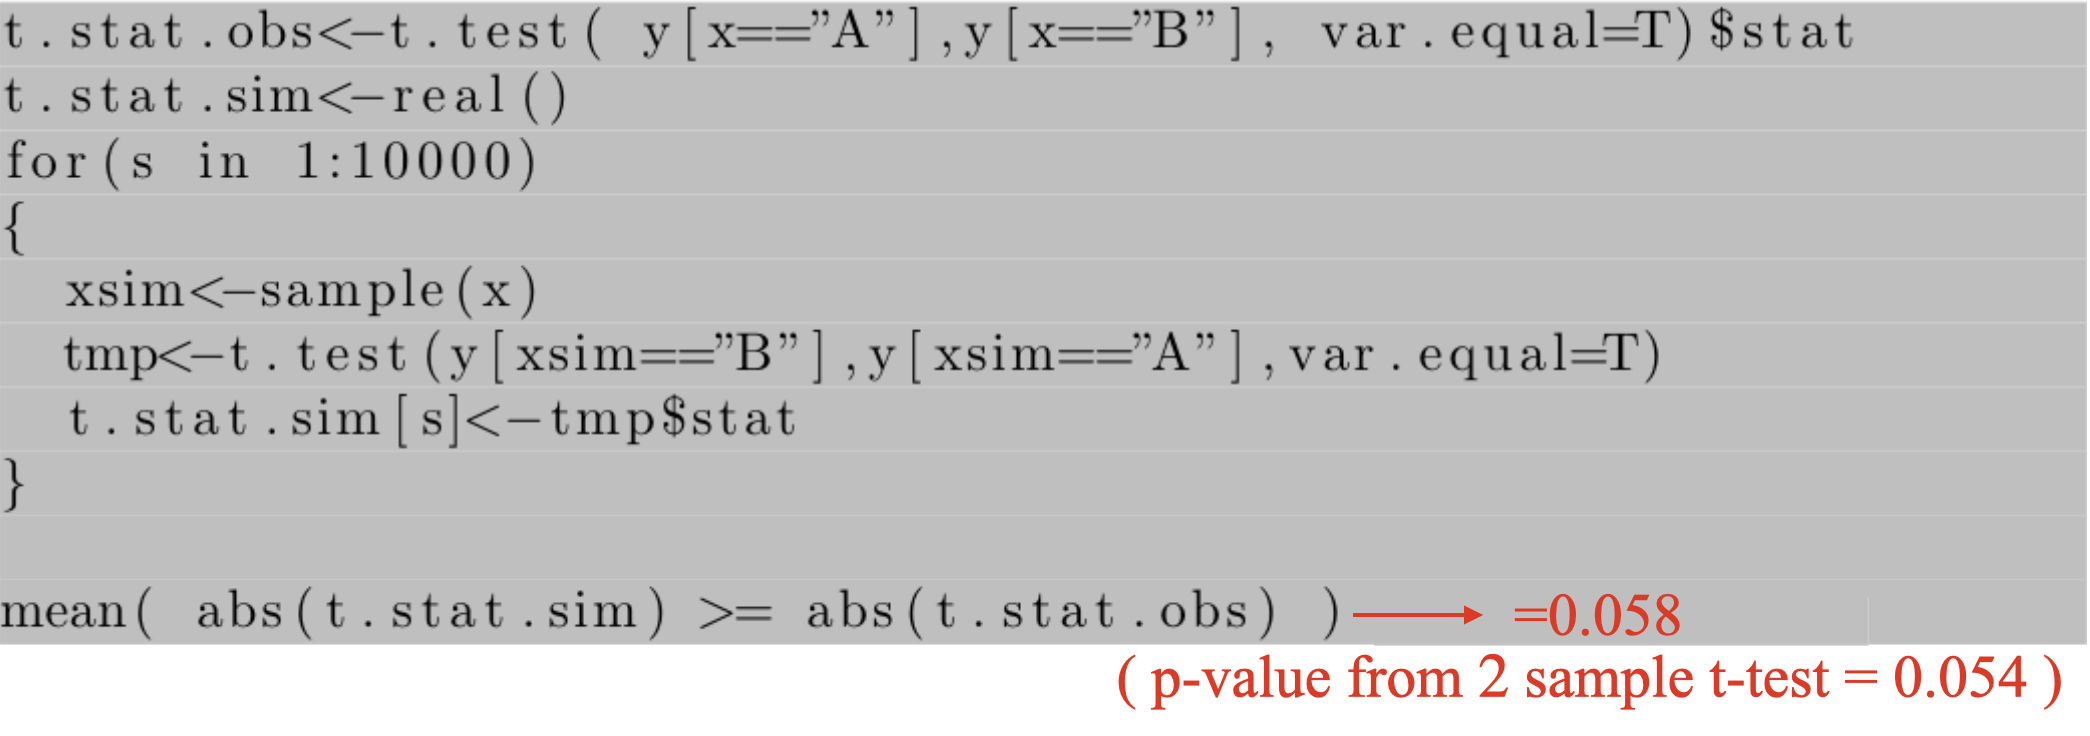 t.stat.obs<-t.test( y[x=="A"],y[x=="B"], var.equal=T)$stat
t.stat.sim<-real()
for(s in 1:10000)
{
xsim<-sample(x)
tmp<-t.test(y[xsim=="B"],y[xsim=="A"],var.equal=T)
t.stat.sim[s]<-tmp$stat
}
mean( abs(t.stat.sim) >= abs(t.stat.obs) ) → =0.058
( p-value from 2 sample t-test = 0.054 )